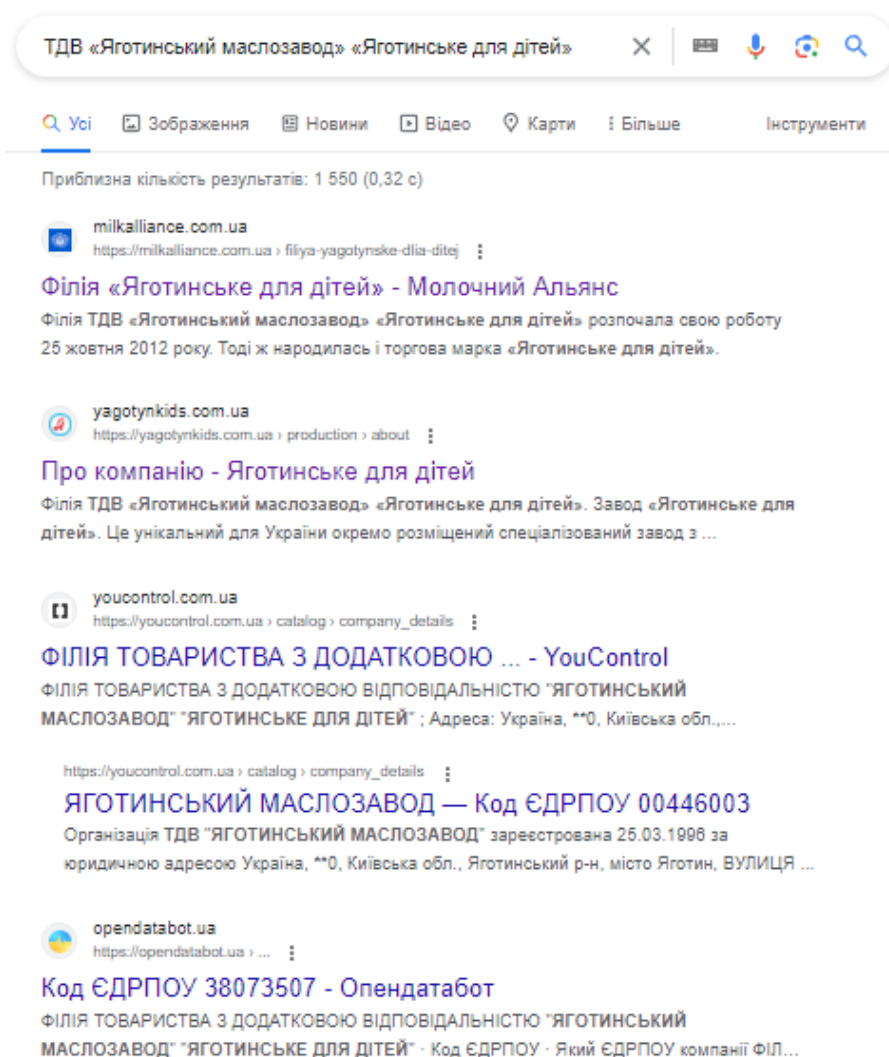 ТДВ «Яготинський маслозавод» «Яготинське для дітей»
Усі Зображення Новини Відео Карти Більше Інструменти
Приблизна кількість результатів: 1 550 (0,32 с)
milkalliance.com.ua
https://milkalliance.com.ua › filiya-yagotynske-dlia-ditej
Філія «Яготинське для дітей» - Молочний Альянс
Філія ТДВ «Яготинський маслозавод» «Яготинське для дітей» розпочала свою роботу
25 жовтня 2012 року. Тоді ж народилась і торгова марка «Яготинське для дітей».
yagotynkids.com.ua
https://yagotynkids.com.ua › production › about
Про компанію - Яготинське для дітей
Філія ТДВ «Яготинський маслозавод» «Яготинське для дітей». Завод «Яготинське для
дітей». Це унікальний для України окремо розміщений спеціалізований завод з ...
youcontrol.com.ua
https://youcontrol.com.ua › catalog › company_details
ФІЛІЯ ТОВАРИСТВА З ДОДАТКОВОЮ ... - YouControl
ФІЛІЯ ТОВАРИСТВА З ДОДАТКОВОЮ ВІДПОВІДАЛЬНІСТЮ "ЯГОТИНСЬКИЙ
МАСЛОЗАВОД" "ЯГОТИНСЬКЕ ДЛЯ ДІТЕЙ" ; Адреса: Україна, **0, Київська обл.,...
https://youcontrol.com.ua › catalog › company_details
ЯГОТИНСЬКИЙ МАСЛОЗАВОД — Код ЄДРПОУ 00446003
Організація ТДВ "ЯГОТИНСЬКИЙ МАСЛОЗАВОД" зареєстрована 25.03.1996 за
юридичною адресою Україна, **0, Київська обл., Яготинський р-н, місто Яготин, ВУЛИЦЯ ...
opendatabot.ua
https://opendatabot.ua › ...
Код ЄДРПОУ 38073507 - Опендатабот
ФІЛІЯ ТОВАРИСТВА З ДОДАТКОВОЮ ВІДПОВІДАЛЬНІСТЮ "ЯГОТИНСЬКИЙ
МАСЛОЗАВОД" "ЯГОТИНСЬКЕ ДЛЯ ДІТЕЙ" · Код ЄДРПОУ · Який ЄДРПОУ компанії ФІЛ...